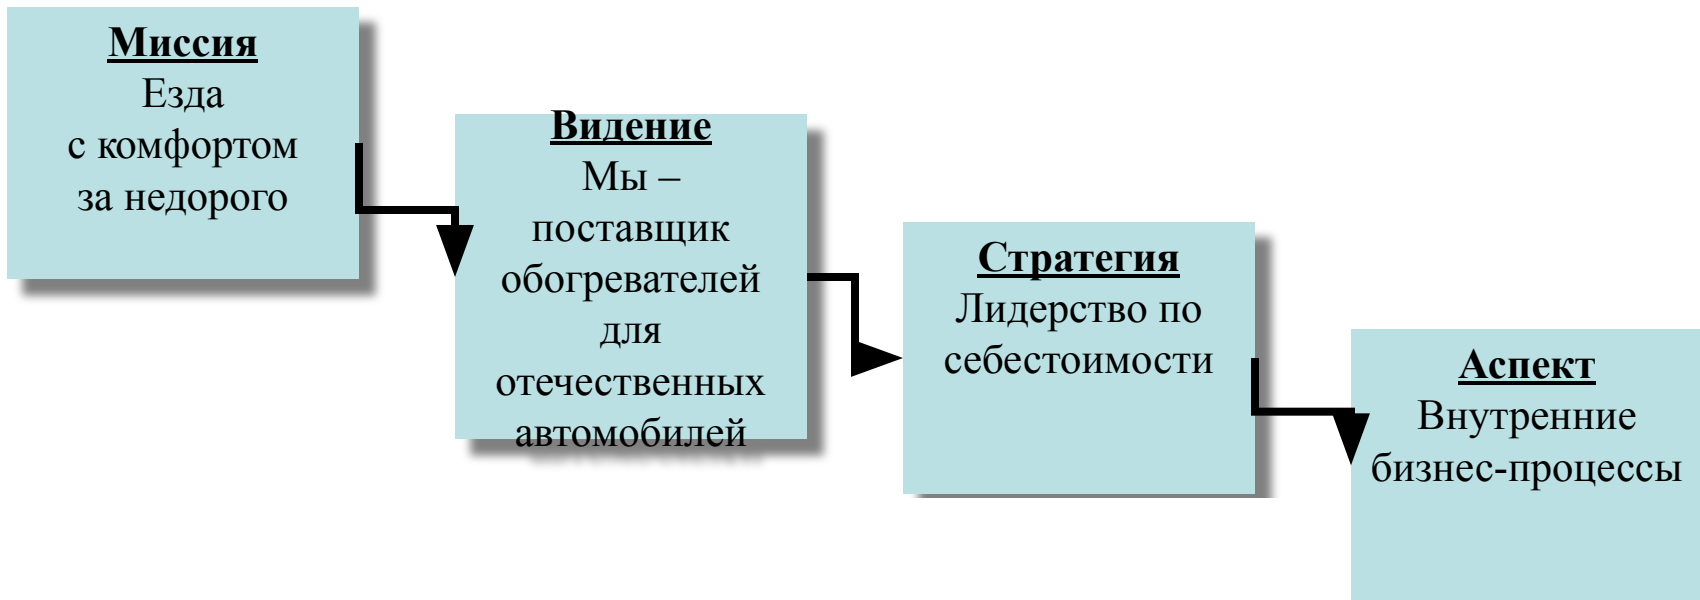 Миссия
Езда
с комфортом
за недорого
Видение
Мы –
поставщик
обогревателей
для
отечественных
автомобилей
Стратегия
Лидерство по
себестоимости
Аспект
Внутренние
бизнес-процессы